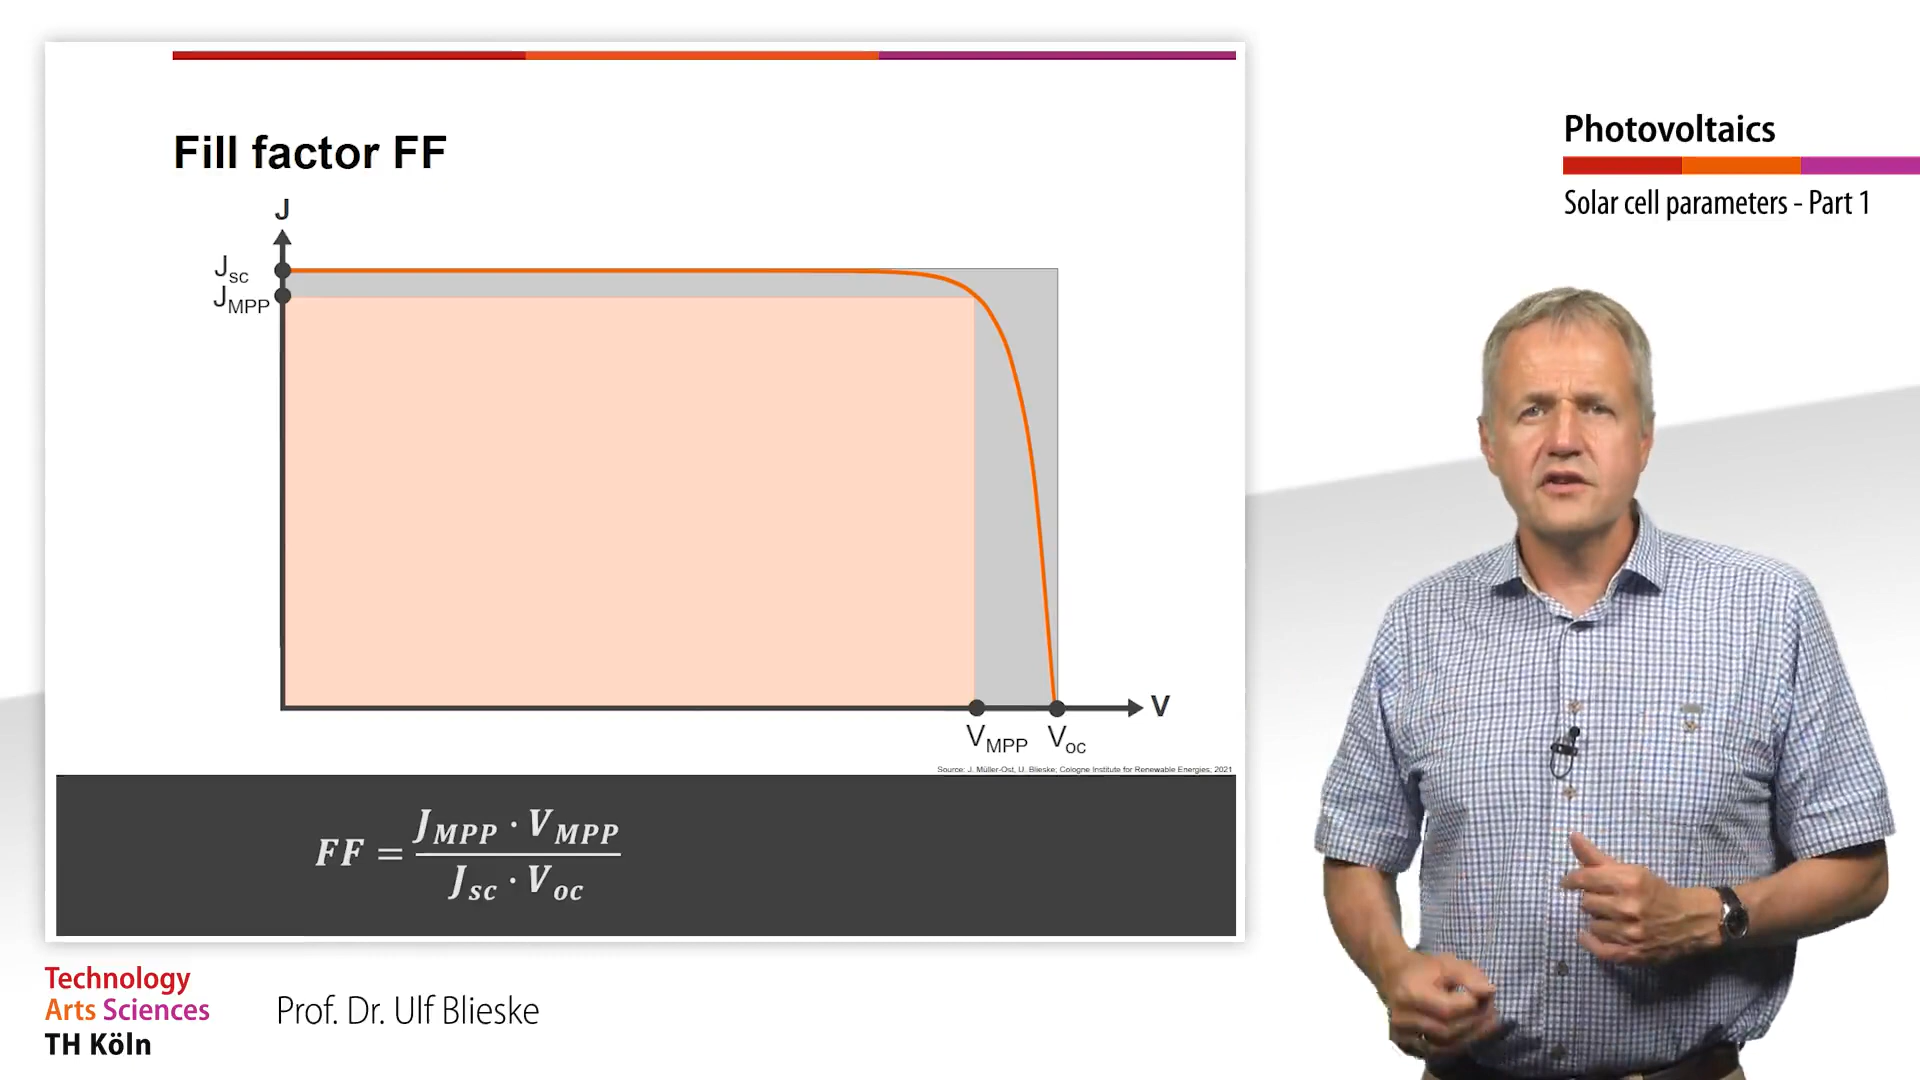 Fill factor FF
J
Jsc
JMPP
V
VMPP Voc
Source: J. Müller-Ost, U. Blieske; Cologne Institute for Renewable Energies; 2021
FF = JMPP · VMPP / Jsc · Voc
Photovoltaics
Solar cell parameters - Part 1
Technology
Arts Sciences
TH Köln
Prof. Dr. Ulf Blieske